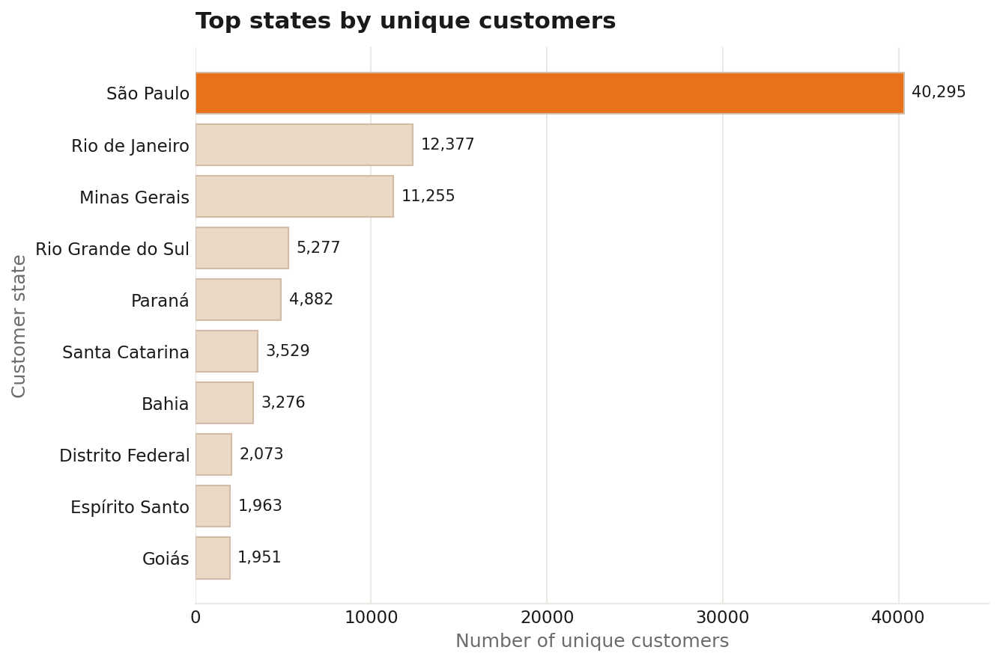 Top states by unique customers
Customer state
São Paulo 40,295
Rio de Janeiro 12,377
Minas Gerais 11,255
Rio Grande do Sul 5,277
Paraná 4,882
Santa Catarina 3,529
Bahia 3,276
Distrito Federal 2,073
Espírito Santo 1,963
Goiás 1,951
0 10000 20000 30000 40000
Number of unique customers